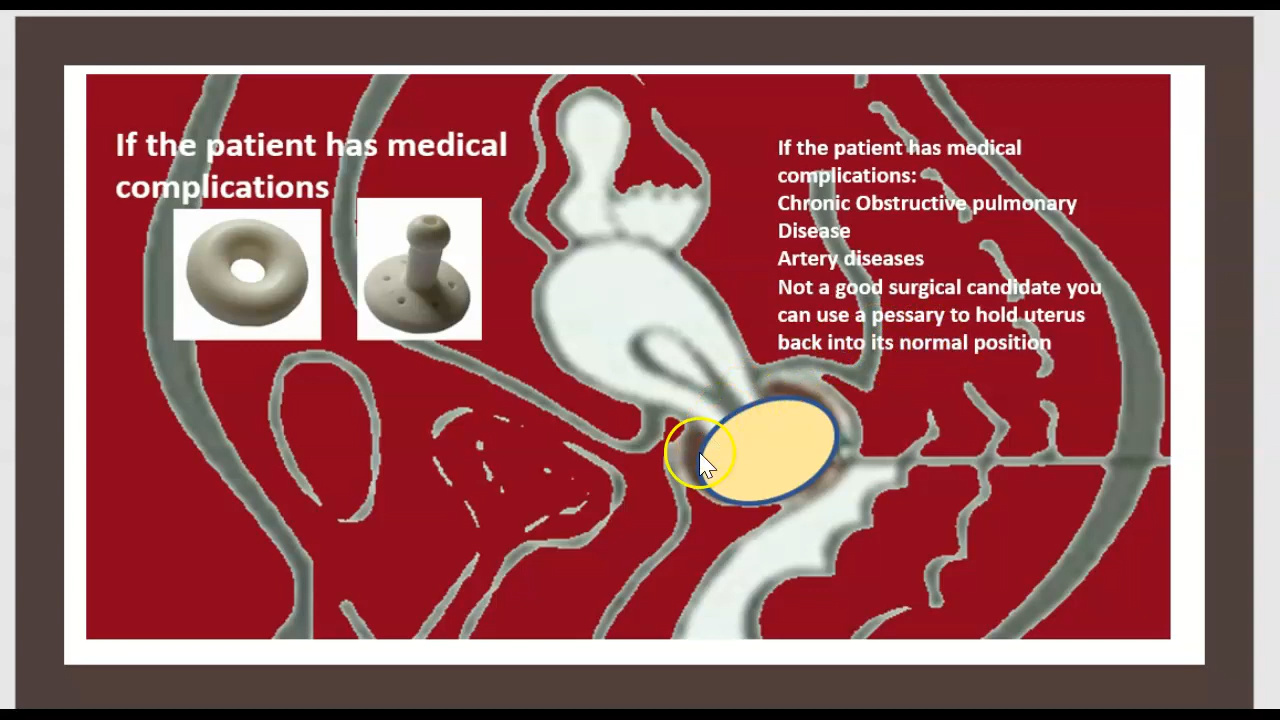 If the patient has medical
complications
If the patient has medical
complications:
Chronic Obstructive pulmonary
Disease
Artery diseases
Not a good surgical candidate you
can use a pessary to hold uterus
back into its normal position